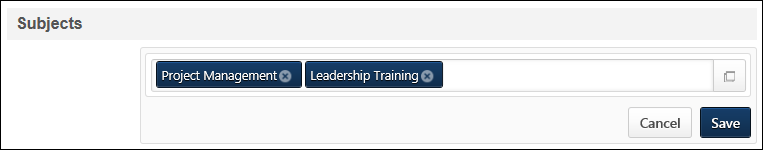 Subjects
Project Management Leadership Training
Cancel Save